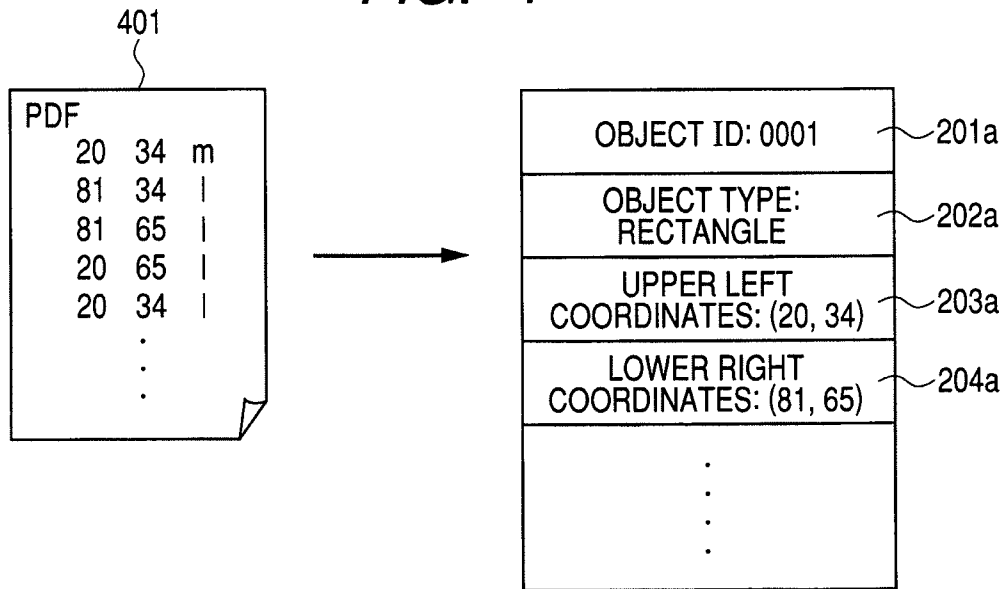 401
PDF
20 34 m
81 34 l
81 65 l
20 65 l
20 34 l
OBJECT ID: 0001
201a
OBJECT TYPE:
RECTANGLE
202a
UPPER LEFT
COORDINATES: (20, 34)
203a
LOWER RIGHT
COORDINATES: (81, 65)
204a